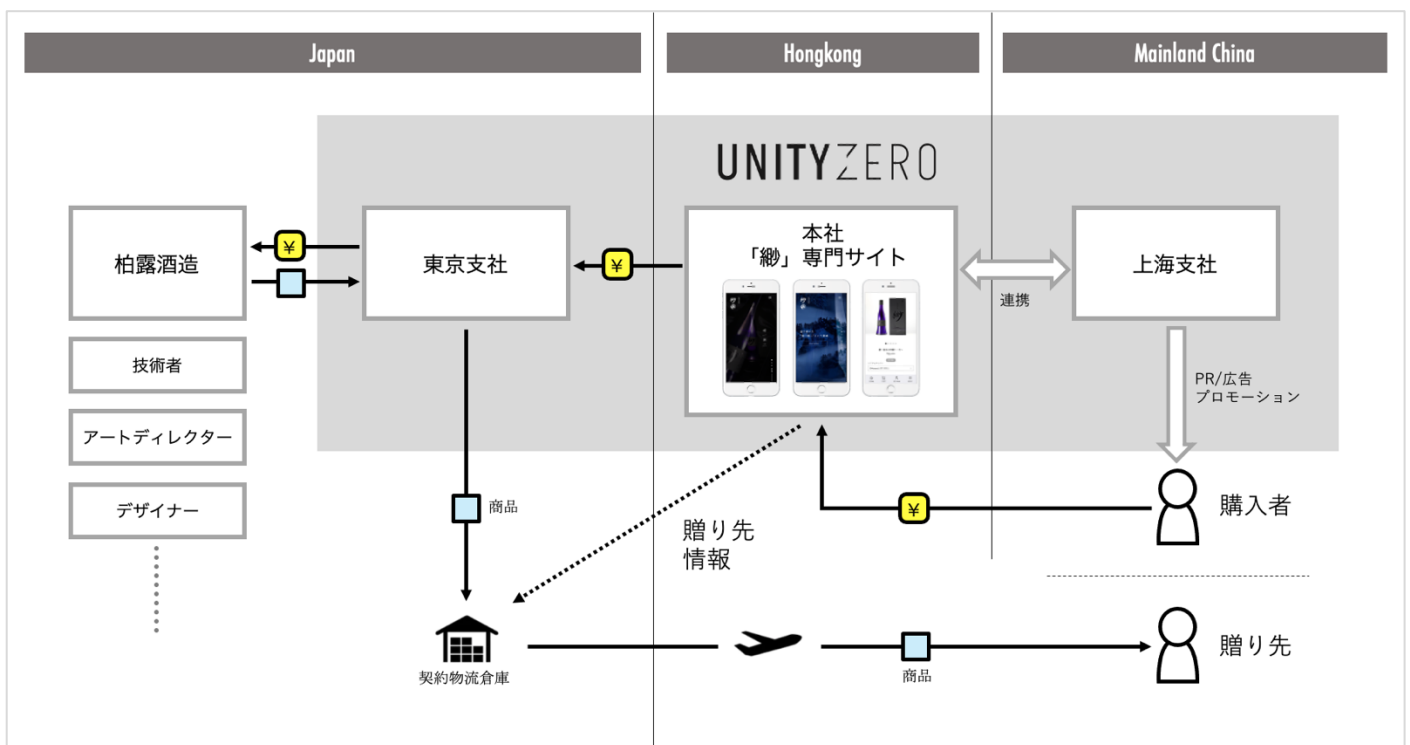 Japan
Hongkong
Mainland China
UNITYZERO
柏露酒造
¥
東京支社
¥
本社
「緲」専門サイト
連携
上海支社
技術者
アートディレクター
デザイナー
PR/広告
プロモーション
商品
贈り先
情報
¥
購入者
契約物流倉庫
商品
贈り先